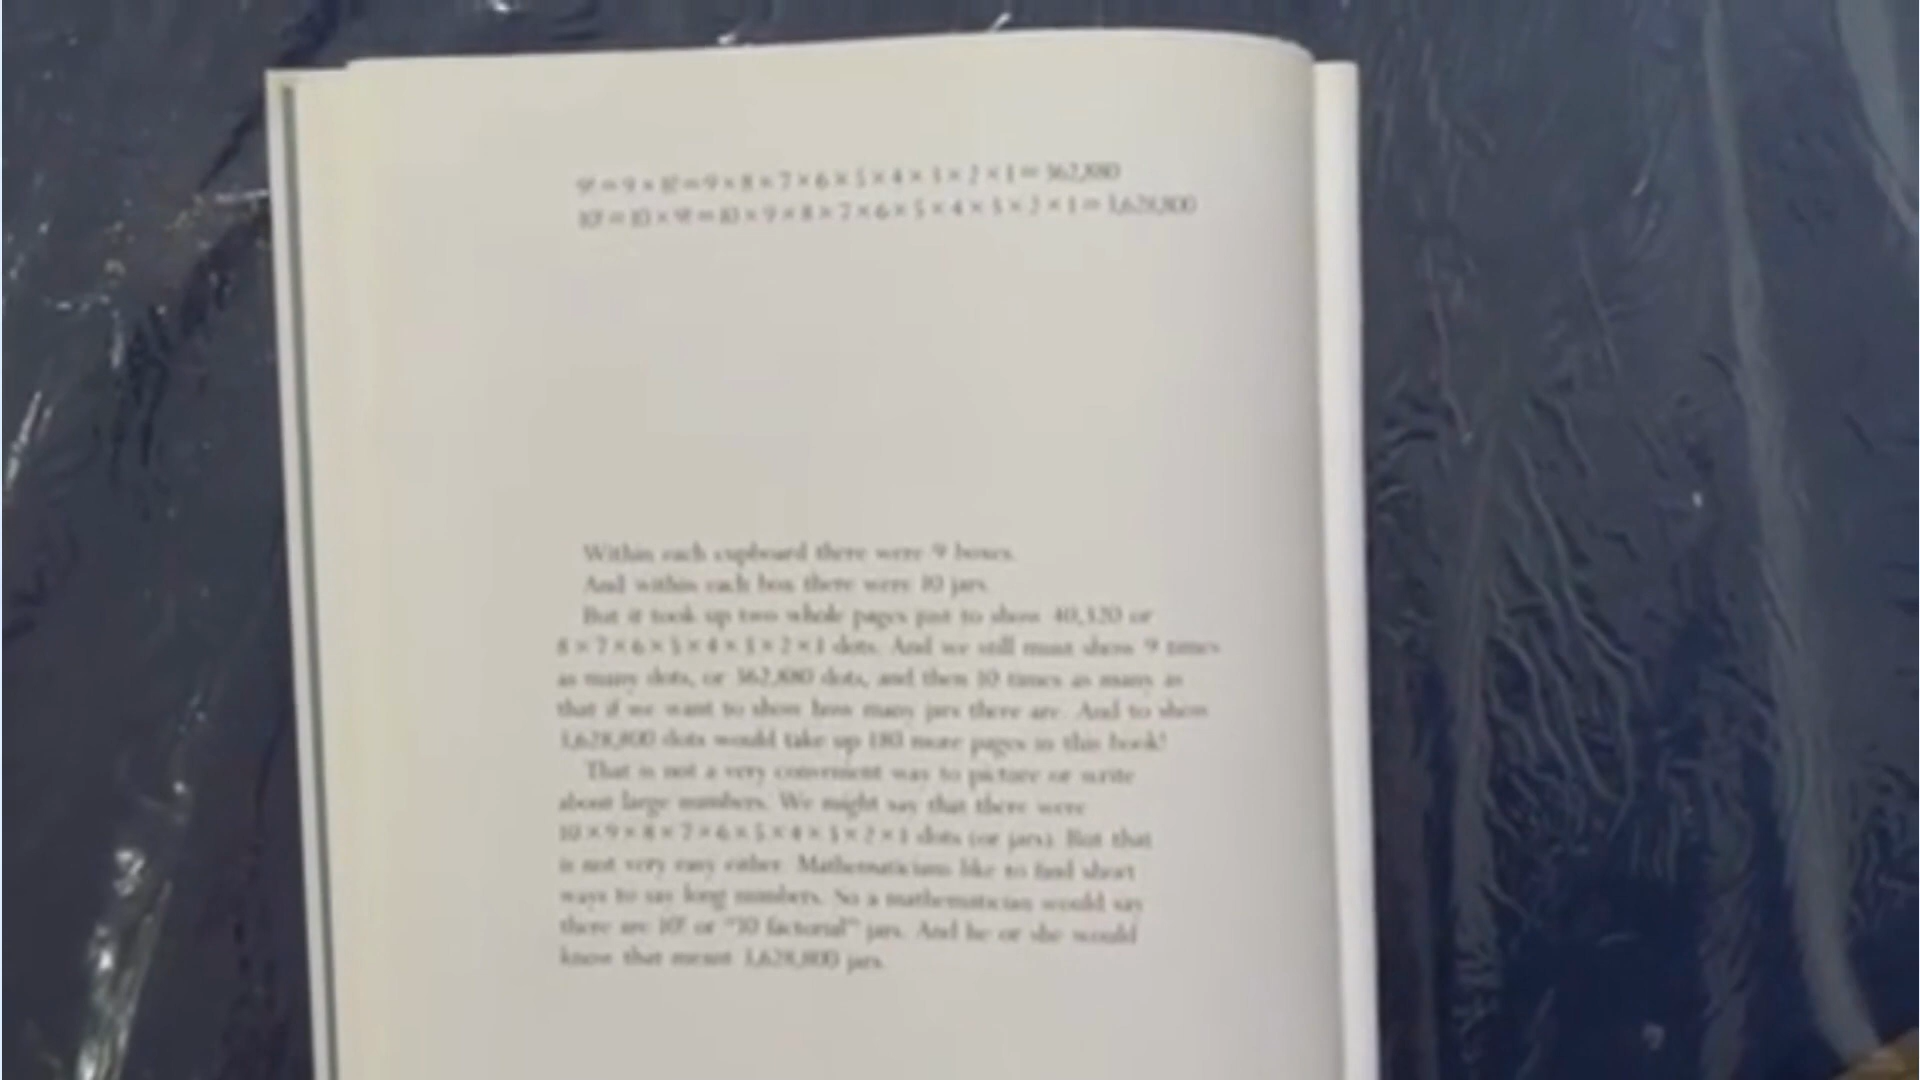 9! = 9 × 8! = 9 × 8 × 7 × 6 × 5 × 4 × 3 × 2 × 1 = 362,880
10! = 10 × 9! = 10 × 9 × 8 × 7 × 6 × 5 × 4 × 3 × 2 × 1 = 3,628,800
Within each cupboard there were 9 boxes.
And within each box there were 10 jars.
But it took up two whole pages just to show 40,320 or
8 × 7 × 6 × 5 × 4 × 3 × 2 × 1 dots. And we still must show 9 times
as many dots, or 362,880 dots, and then 10 times as many as
that if we want to show how many jars there are. And to show
3,628,800 dots would take up 180 more pages in this book!
That is not a very convenient way to picture or write
about large numbers. We might say that there were
10 × 9 × 8 × 7 × 6 × 5 × 4 × 3 × 2 × 1 dots (or jars). But that
is not very easy either. Mathematicians like to find short
ways to say long numbers. So a mathematician would say
there are 10! or "10 factorial" jars. And he or she would
know that meant 3,628,800 jars.